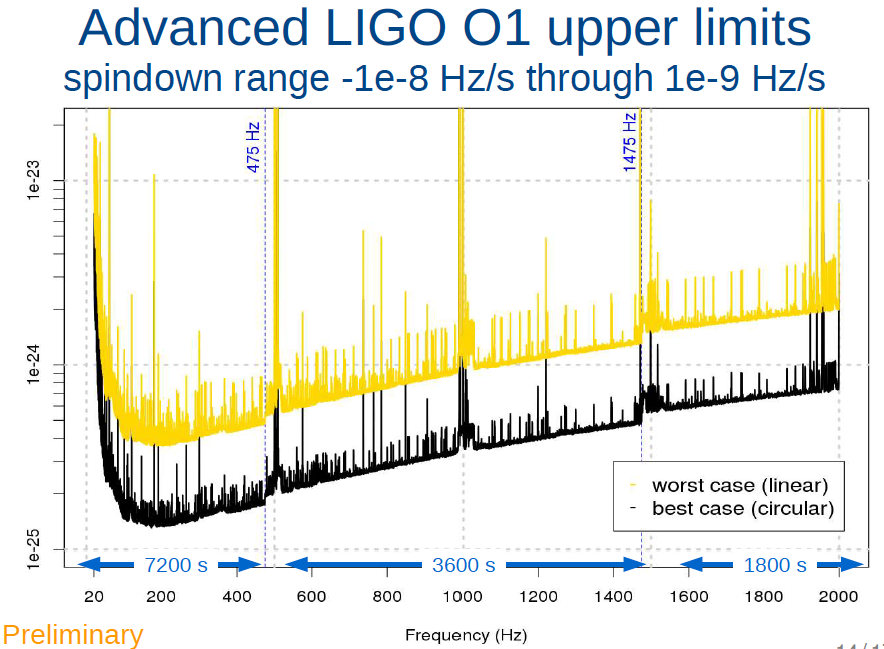 Advanced LIGO O1 upper limits
spindown range -1e-8 Hz/s through 1e-9 Hz/s
475 Hz
1475 Hz
1e-23
1e-24
1e-25
worst case (linear)
best case (circular)
7200 s
3600 s
1800 s
20 200 400 600 800 1000 1200 1400 1600 1800 2000
Frequency (Hz)
Preliminary